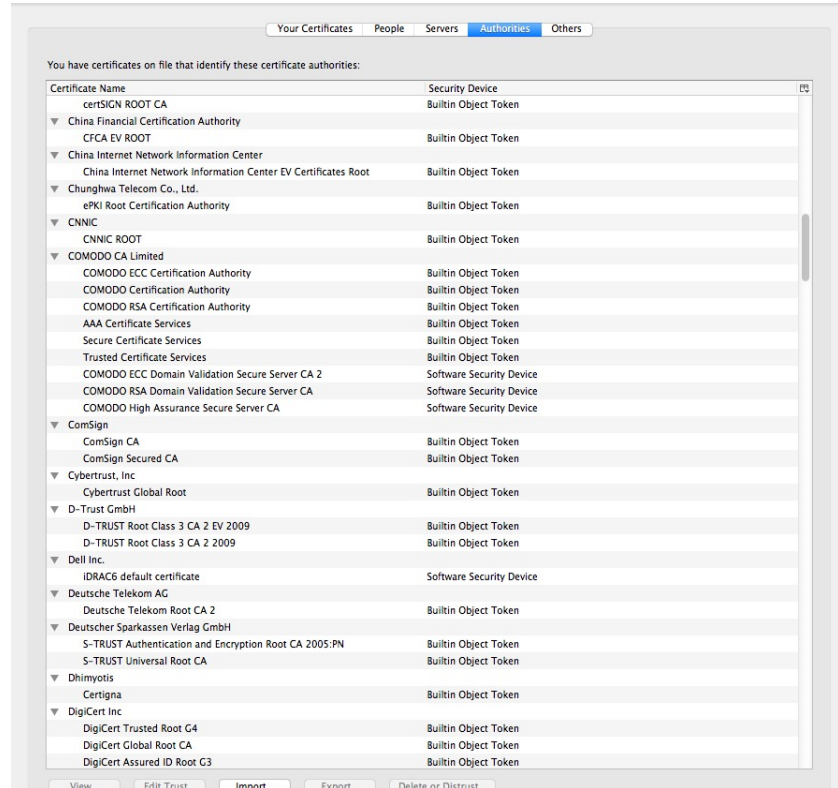 Your Certificates People Servers Authorities Others
You have certificates on file that identify these certificate authorities:
Certificate Name Security Device
certSIGN ROOT CA Builtin Object Token
China Financial Certification Authority
CFCA EV ROOT Builtin Object Token
China Internet Network Information Center
China Internet Network Information Center EV Certificates Root Builtin Object Token
Chunghwa Telecom Co., Ltd.
ePKI Root Certification Authority Builtin Object Token
CNNIC
CNNIC ROOT Builtin Object Token
COMODO CA Limited
COMODO ECC Certification Authority Builtin Object Token
COMODO Certification Authority Builtin Object Token
COMODO RSA Certification Authority Builtin Object Token
AAA Certificate Services Builtin Object Token
Secure Certificate Services Builtin Object Token
Trusted Certificate Services Builtin Object Token
COMODO ECC Domain Validation Secure Server CA 2 Software Security Device
COMODO RSA Domain Validation Secure Server CA Software Security Device
COMODO High Assurance Secure Server CA Software Security Device
ComSign
ComSign CA Builtin Object Token
ComSign Secured CA Builtin Object Token
Cybertrust, Inc
Cybertrust Global Root Builtin Object Token
D-Trust GmbH
D-TRUST Root Class 3 CA 2 EV 2009 Builtin Object Token
D-TRUST Root Class 3 CA 2 2009 Builtin Object Token
Dell Inc.
iDRAC6 default certificate Software Security Device
Deutsche Telekom AG
Deutsche Telekom Root CA 2 Builtin Object Token
Deutscher Sparkassen Verlag GmbH
S-TRUST Authentication and Encryption Root CA 2005:PN Builtin Object Token
S-TRUST Universal Root CA Builtin Object Token
Dhimyotis
Certigna Builtin Object Token
DigiCert Inc
DigiCert Trusted Root G4 Builtin Object Token
DigiCert Global Root CA Builtin Object Token
DigiCert Assured ID Root G3 Builtin Object Token
View... Edit Trust... Import... Export... Delete or Distrust...